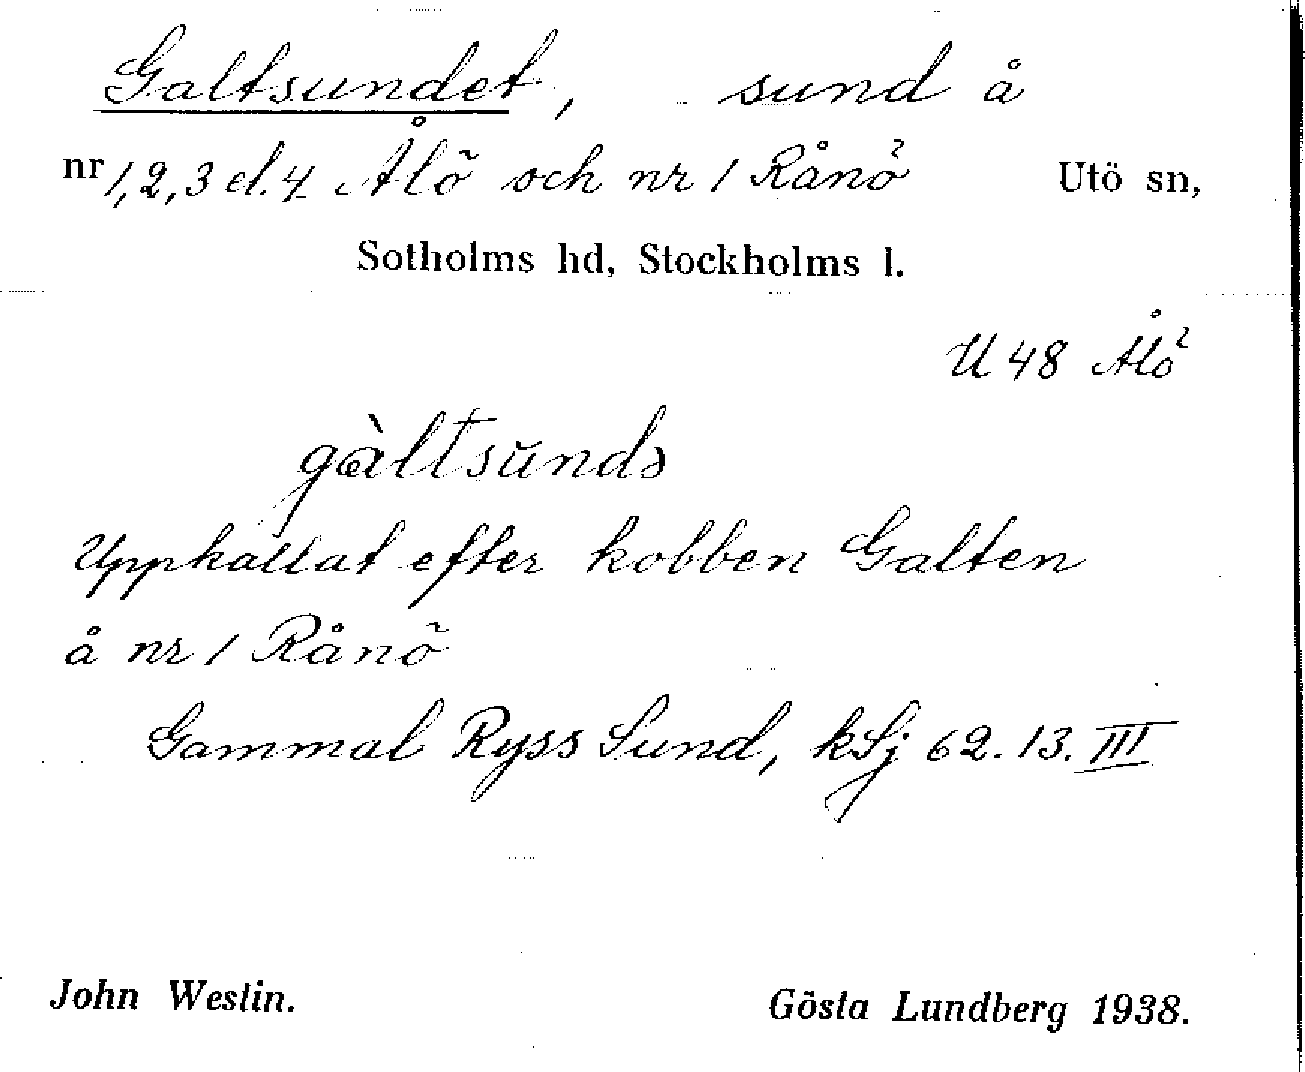 Galtsundet, sund å
nr 1,2,3 el. 4 Ålö och nr 1 Rånö Utö sn,
Sotholms hd, Stockholms l.
U 48 Ålö
gàltsŭndə
Uppkallat efter kobben Galten
å nr 1 Rånö
Gammal Ryss Sund, kSj 62. 13. III
John Westin. Gösta Lundberg 1938.